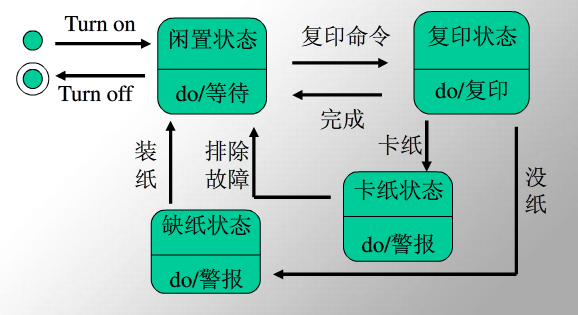 Turn on
Turn off
闲置状态
do/等待
复印命令
完成
复印状态
do/复印
装
纸
排除
故障
卡纸
卡纸状态
do/警报
没
纸
缺纸状态
do/警报